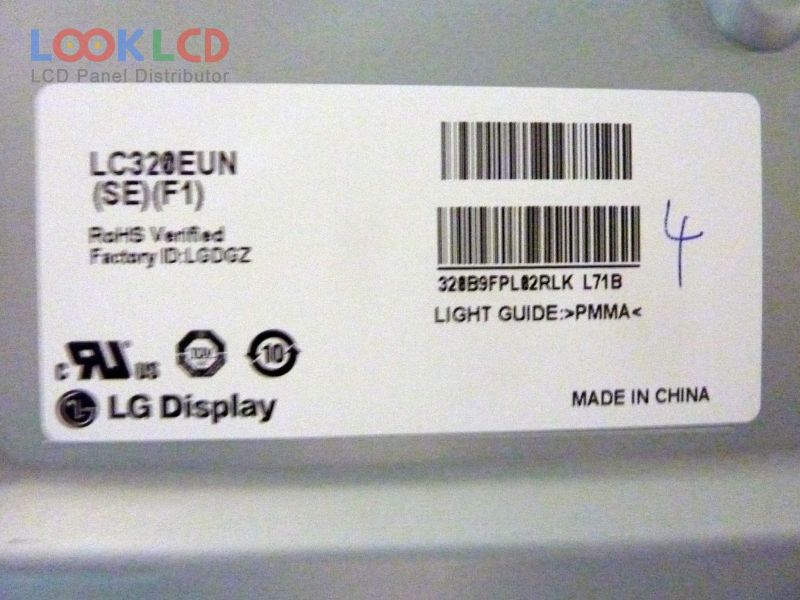 LOOK LCD
LCD Panel Distributor
LC320EUN
(SE)(F1)
RoHS Verified
Factory ID:LGDGZ
320B9FPL02RLK L71B
LIGHT GUIDE:>PMMA<
4
c US
10
LG Display
MADE IN CHINA